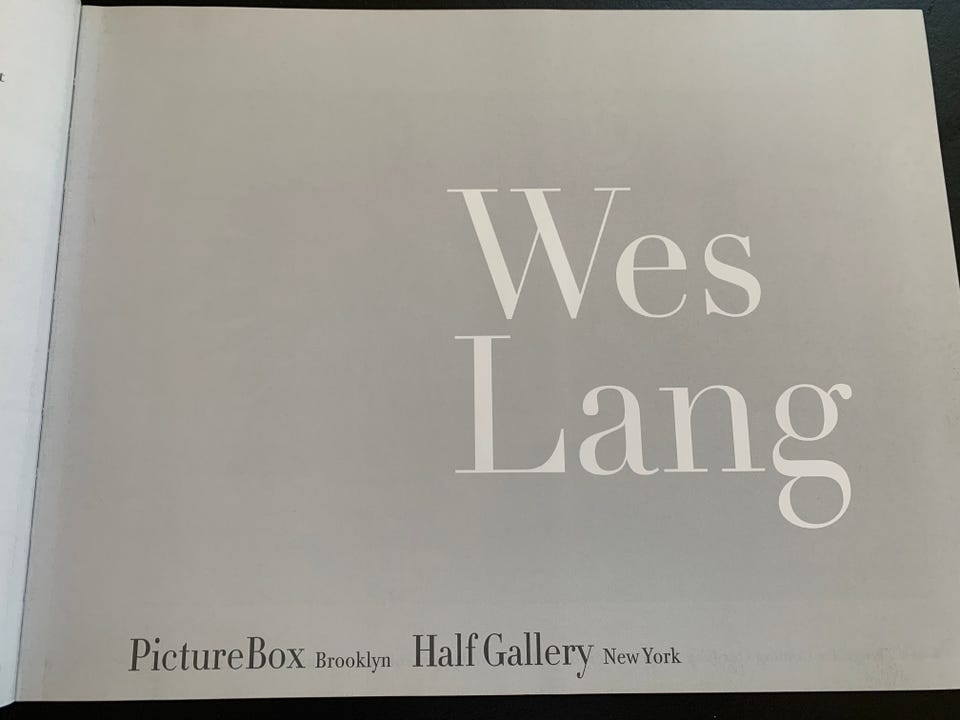 Wes
Lang
PictureBox Brooklyn Half Gallery New York